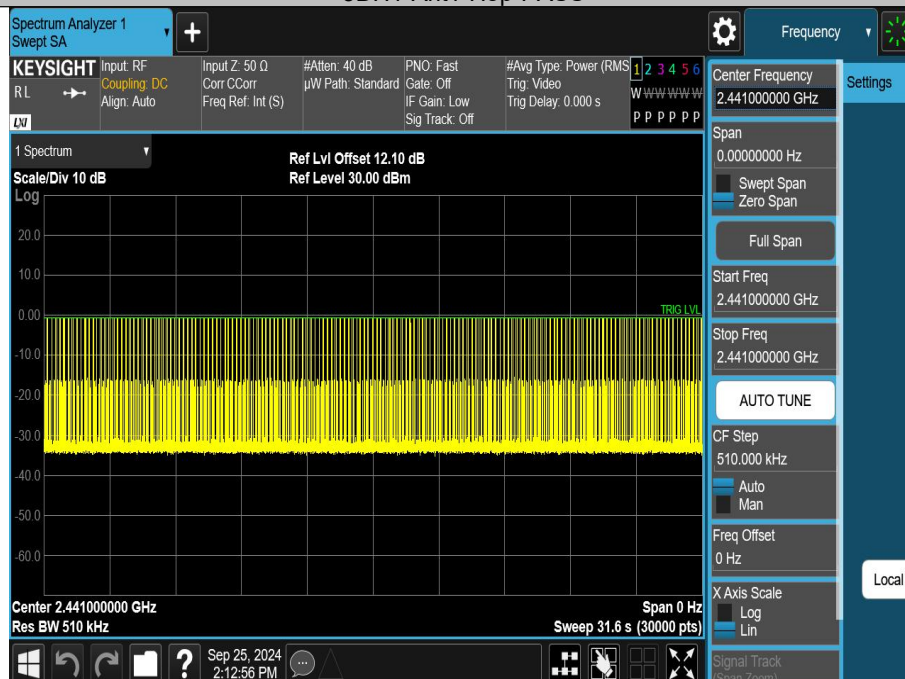 Spectrum Analyzer 1
Swept SA
+
Frequency
KEYSIGHT
RL
LXI
Input: RF
Coupling: DC
Align: Auto
Input Z: 50 Ω
Corr CCorr
Freq Ref: Int (S)
#Atten: 40 dB
µW Path: Standard
PNO: Fast
Gate: Off
IF Gain: Low
Sig Track: Off
#Avg Type: Power (RMS
Trig: Video
Trig Delay: 0.000 s
1 2 3 4 5 6
W W W W W W
P P P P P P
1 Spectrum
Scale/Div 10 dB
Log
Ref Lvl Offset 12.10 dB
Ref Level 30.00 dBm
20.0
10.0
0.00
TRIG LVL
-10.0
-20.0
-30.0
-40.0
-50.0
-60.0
Center 2.441000000 GHz
Res BW 510 kHz
Span 0 Hz
Sweep 31.6 s (30000 pts)
Center Frequency
2.441000000 GHz
Settings
Span
0.00000000 Hz
Swept Span
Zero Span
Full Span
Start Freq
2.441000000 GHz
Stop Freq
2.441000000 GHz
AUTO TUNE
CF Step
510.000 kHz
Auto
Man
Freq Offset
0 Hz
Local
X Axis Scale
Log
Lin
Signal Track
(Span Zoom)
?
Sep 25, 2024
2:12:56 PM